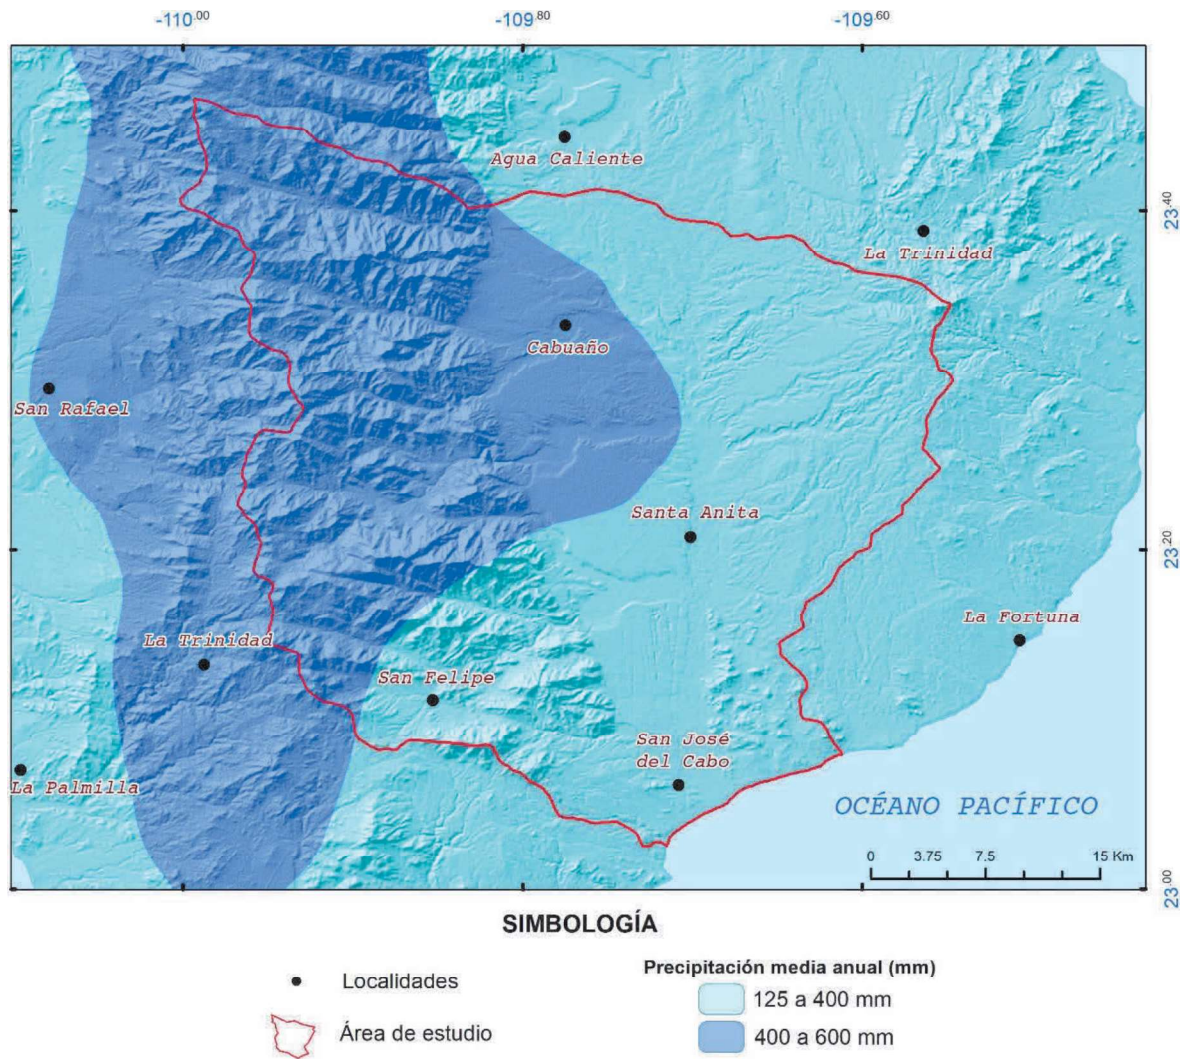 -110.00 -109.80 -109.60
Agua Caliente
23.40
La Trinidad
Cabuaño
San Rafael
Santa Anita
23.20
La Fortuna
La Trinidad
San Felipe
San José
del Cabo
La Palmilla
OCÉANO PACÍFICO
0 3.75 7.5 15 Km
23.00
SIMBOLOGÍA
Localidades
Área de estudio
Precipitación media anual (mm)
125 a 400 mm
400 a 600 mm